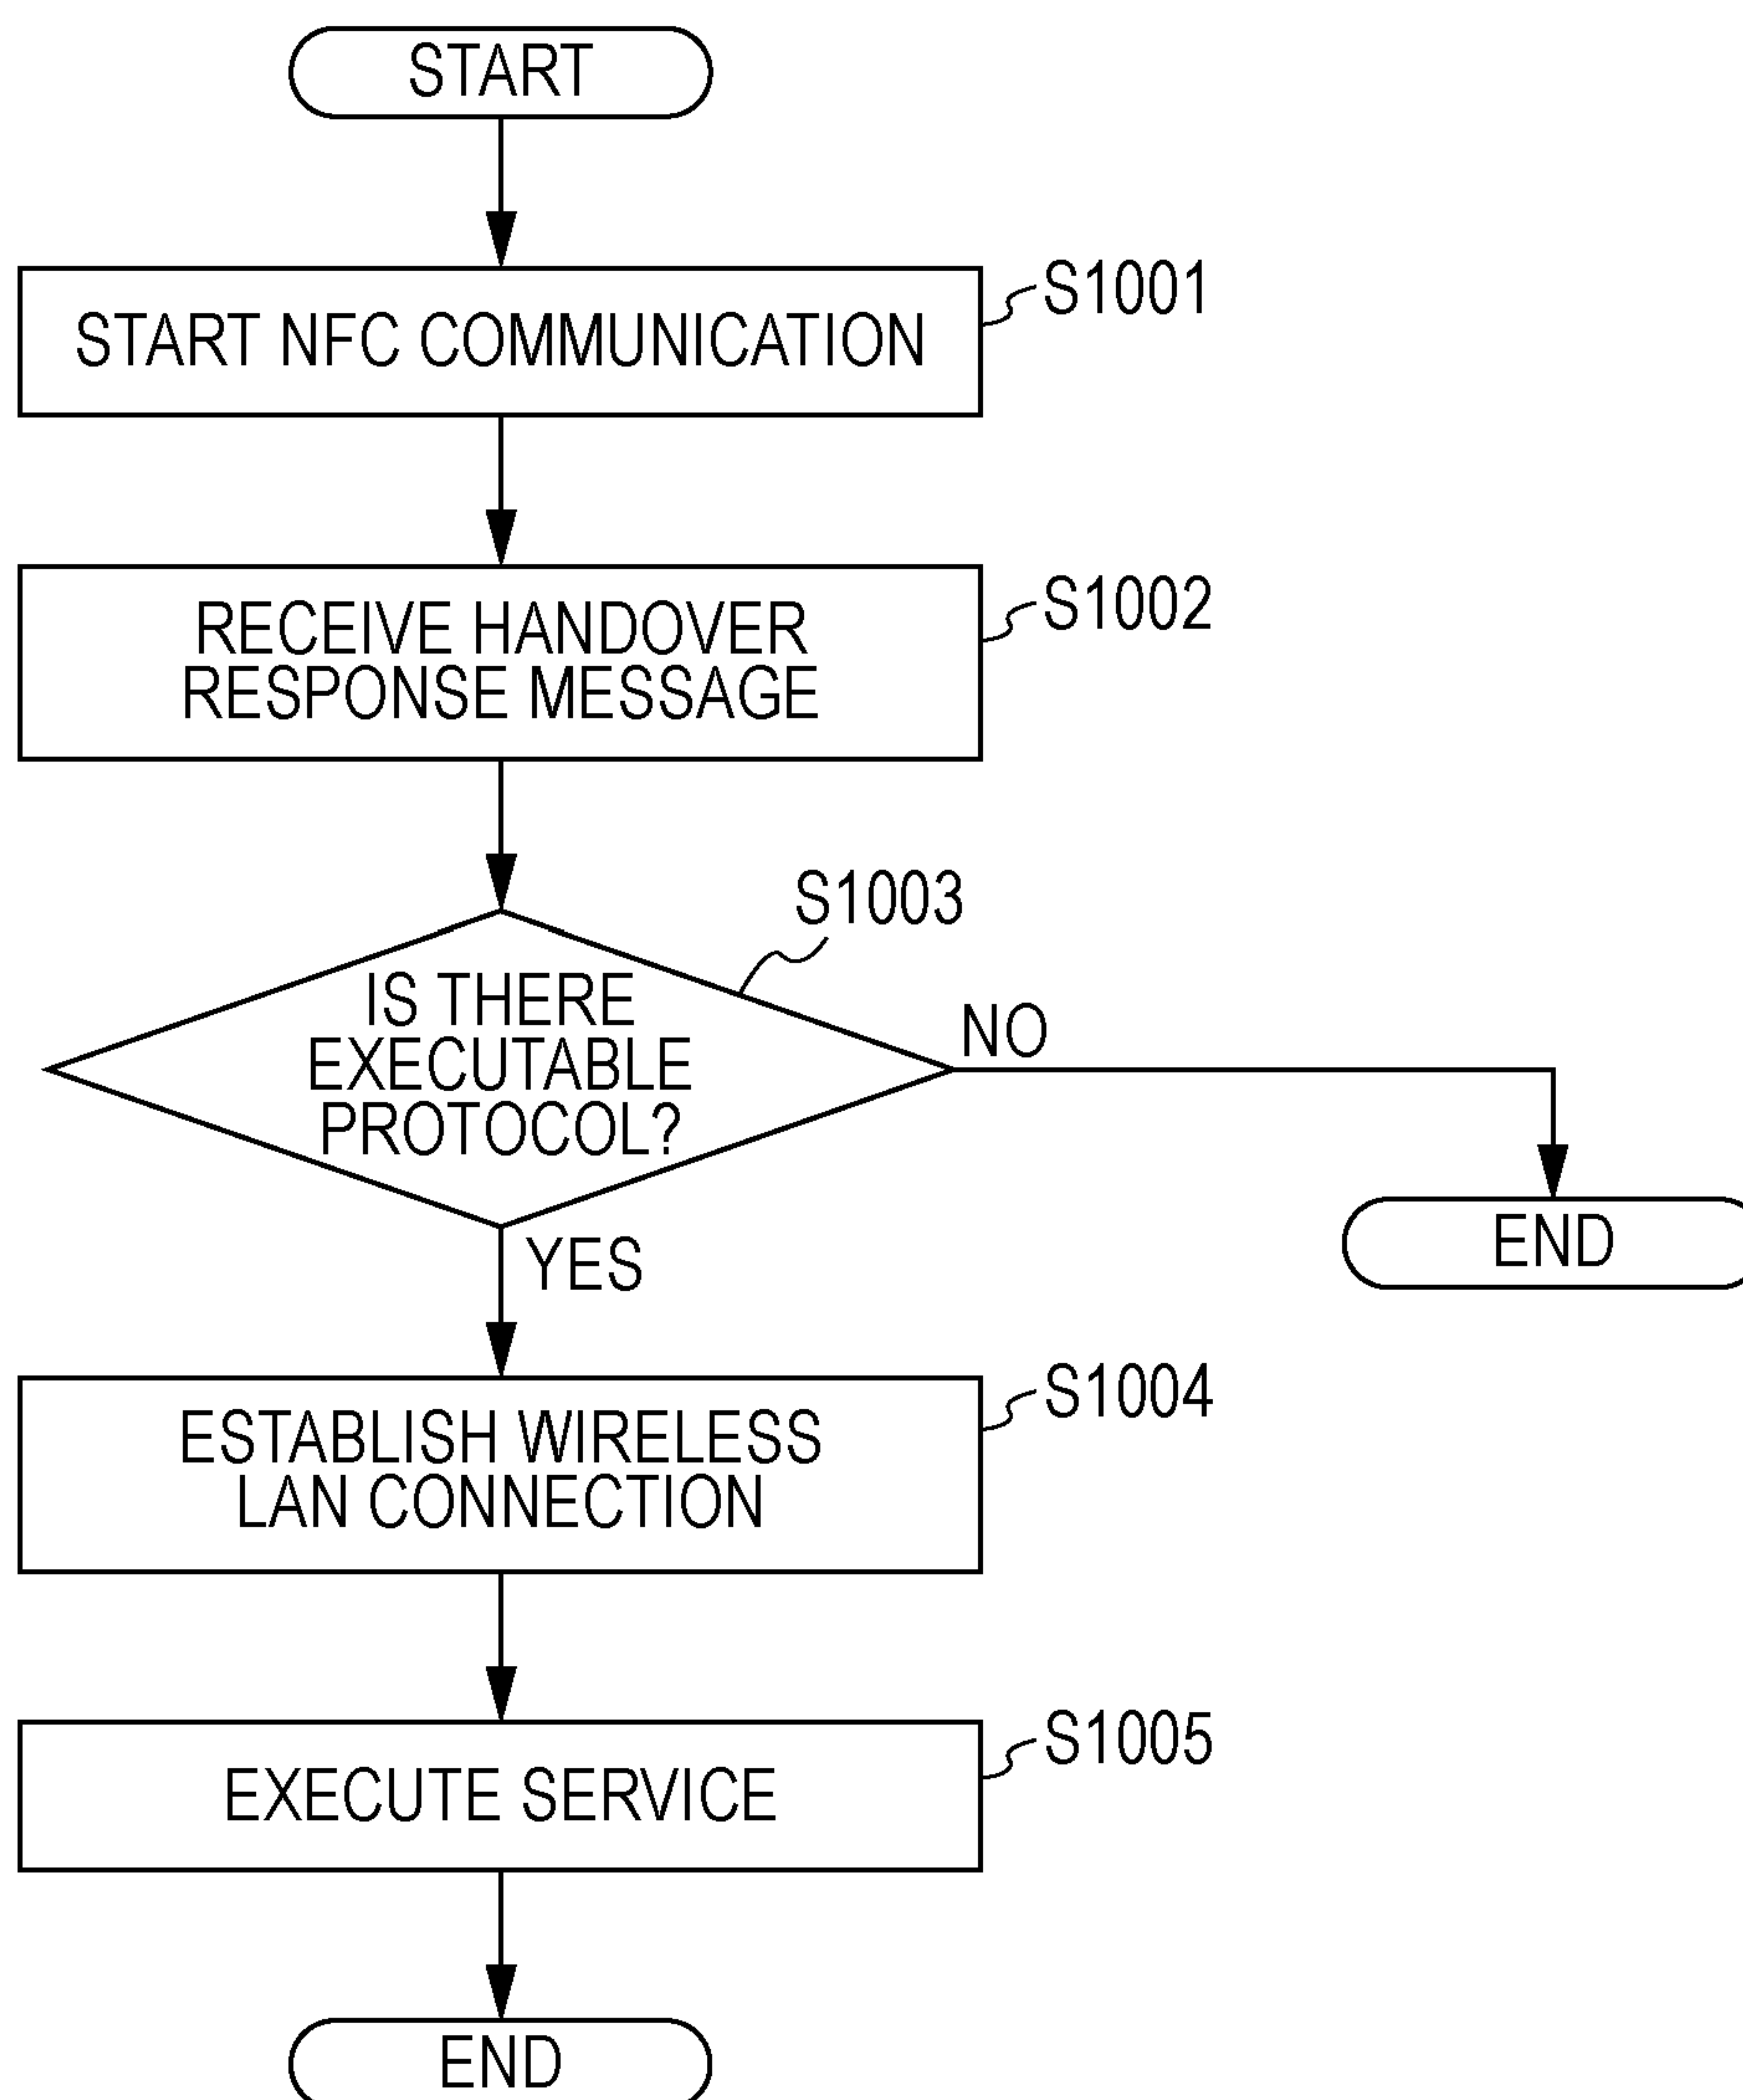 START
START NFC COMMUNICATION
S1001
RECEIVE HANDOVER
RESPONSE MESSAGE
S1002
S1003
IS THERE
EXECUTABLE
PROTOCOL?
NO
END
YES
ESTABLISH WIRELESS
LAN CONNECTION
S1004
EXECUTE SERVICE
S1005
END